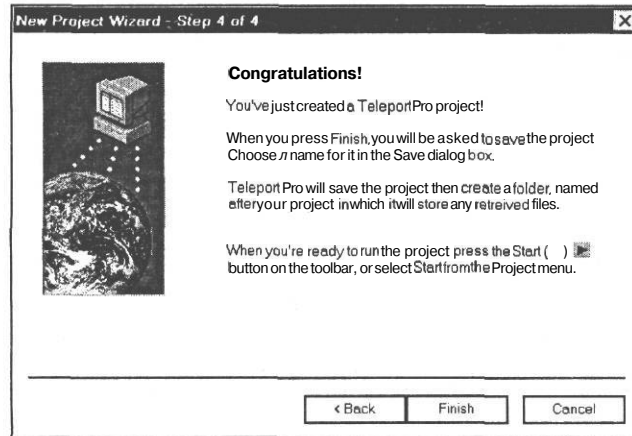 New Project Wizard - Step 4 of 4
Congratulations!
You've just created a Teleport Pro project!
When you press Finish, you will be asked to save the project
Choose n name for it in the Save dialog box.
Teleport Pro will save the project then create a folder, named
after your project in which it will store any retreived files.
When you're ready to run the project press the Start ( )
button on the toolbar, or select Start from the Project menu.
< Back
Finish
Cancel